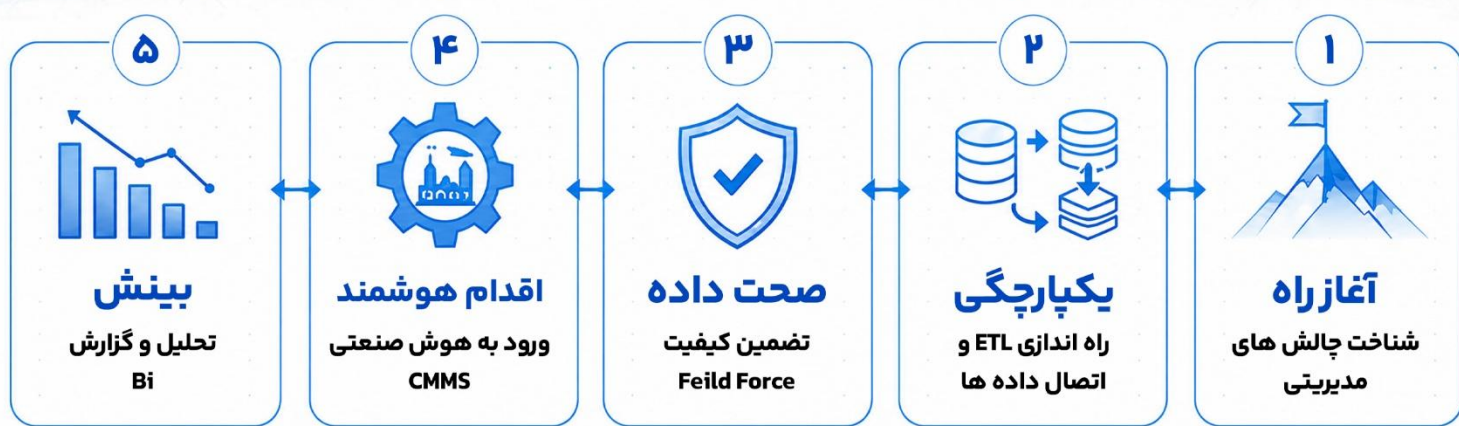 ۱
آغاز راه
شناخت چالش های
مدیریتی
۲
یکپارچگی
راه اندازی ETL و
اتصال داده ها
۳
صحت داده
تضمین کیفیت
Feild Force
۴
اقدام هوشمند
ورود به هوش صنعتی
CMMS
۵
بینش
تحلیل و گزارش
Bi